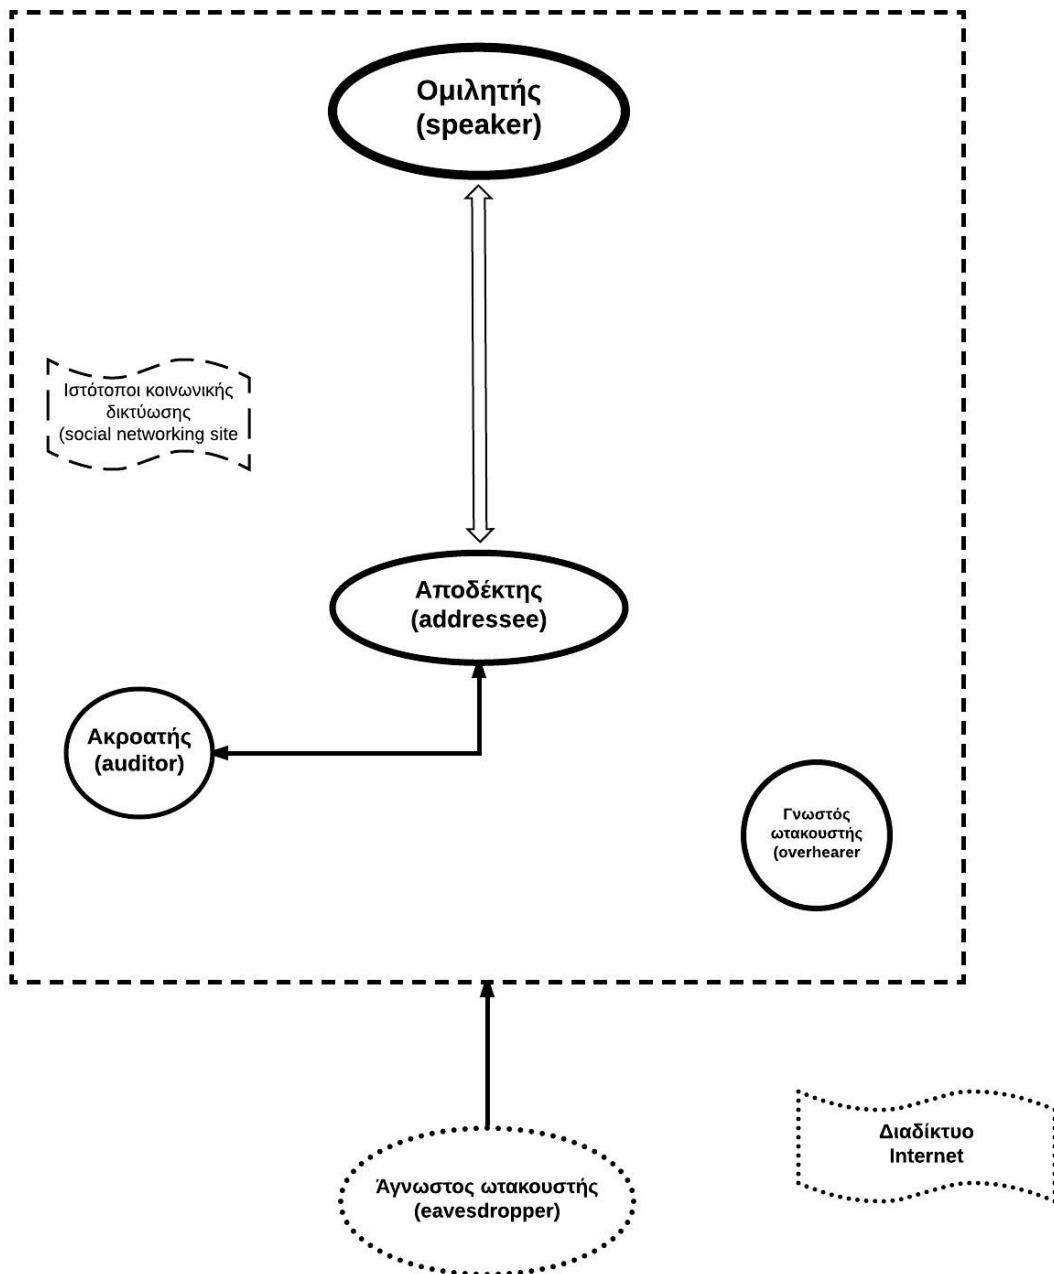 Ομιλητής
(speaker)
Ιστότοποι κοινωνικής
δικτύωσης
(social networking site
Αποδέκτης
(addressee)
Ακροατής
(auditor)
Γνωστός
ωτακουστής
(overhearer
Διαδίκτυο
Internet
Άγνωστος ωτακουστής
(eavesdropper)